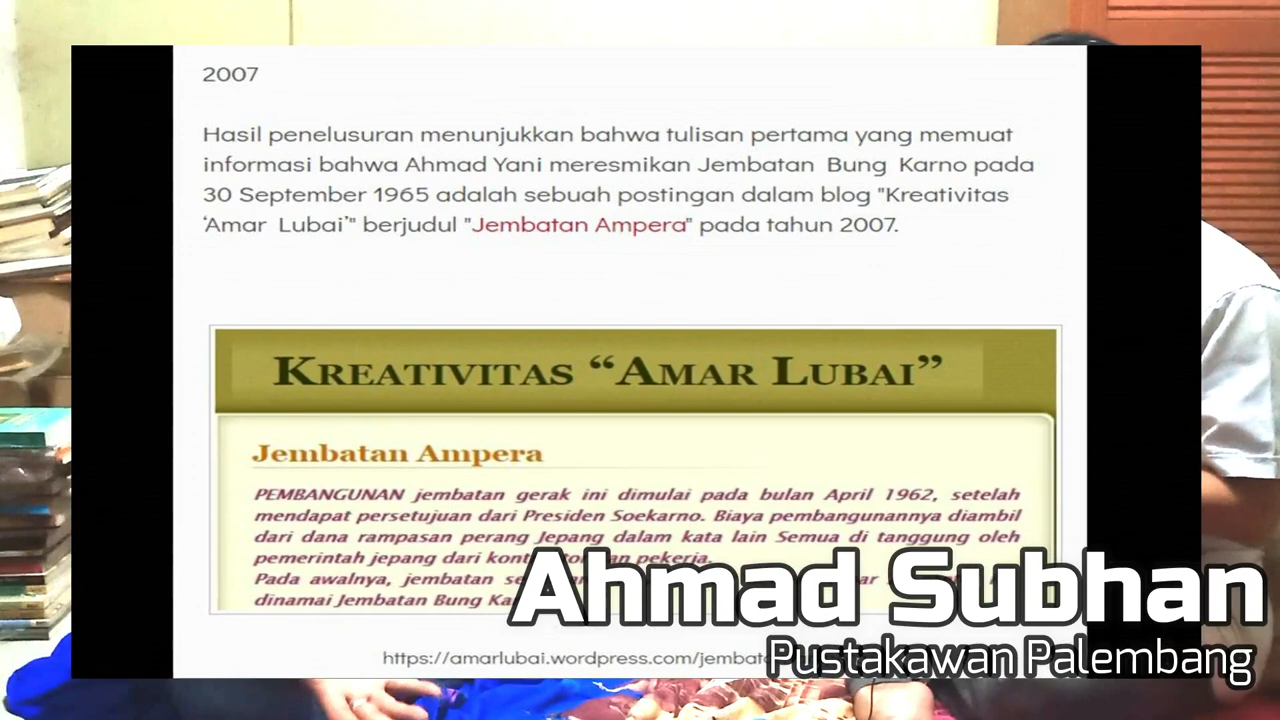 2007
Hasil penelusuran menunjukkan bahwa tulisan pertama yang memuat
informasi bahwa Ahmad Yani meresmikan Jembatan Bung Karno pada
30 September 1965 adalah sebuah postingan dalam blog "Kreativitas
'Amar Lubai'" berjudul "Jembatan Ampera" pada tahun 2007.
KREATIVITAS “AMAR LUBAI”
Jembatan Ampera
PEMBANGUNAN jembatan gerak ini dimulai pada bulan April 1962, setelah
mendapat persetujuan dari Presiden Soekarno. Biaya pembangunannya diambil
dari dana rampasan perang Jepang dalam kata lain Semua di tanggung oleh
pemerintah jepang dari pekerja.
Pada awalnya, jembatan
dinamai Jembatan Bung
Ahmad Subhan
https://amarlubai.wordpress.com/
Pustakawan Palembang